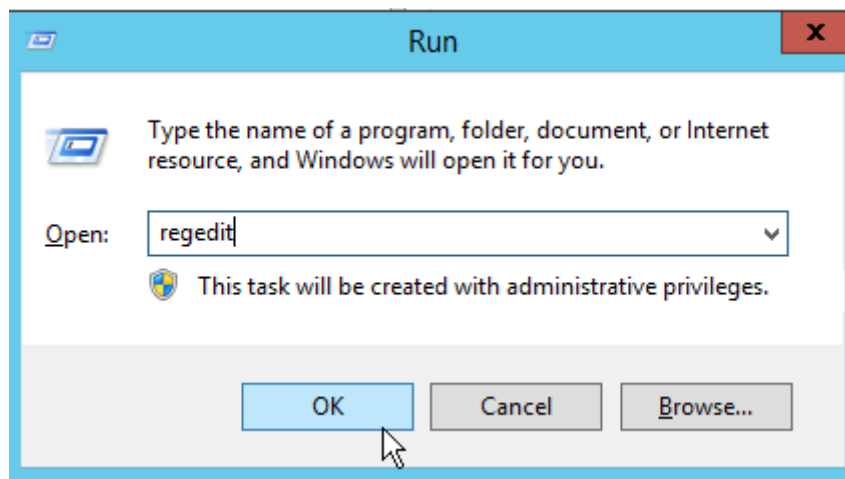 Run
x
Type the name of a program, folder, document, or Internet
resource, and Windows will open it for you.
Open: regedit
This task will be created with administrative privileges.
OK Cancel Browse...